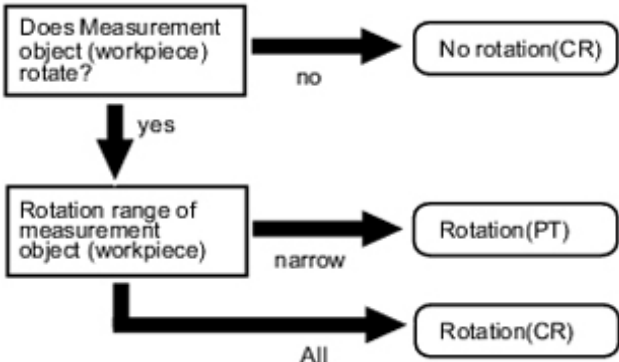 Does Measurement
object (workpiece)
rotate?
no
No rotation(CR)
yes
Rotation range of
measurement
object (workpiece)
narrow
Rotation(PT)
All
Rotation(CR)